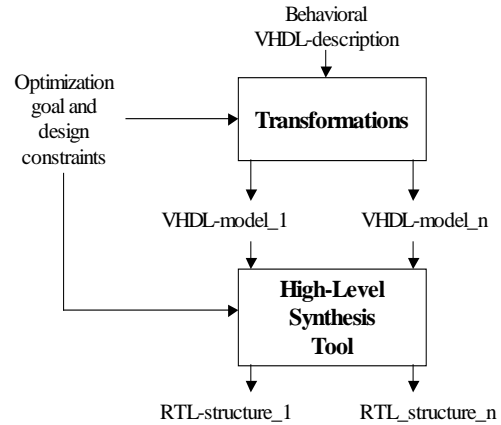 Behavioral
VHDL-description
Optimization
goal and
design
constraints
Transformations
VHDL-model_1
VHDL-model_n
High-Level
Synthesis
Tool
RTL-structure_1
RTL_structure_n